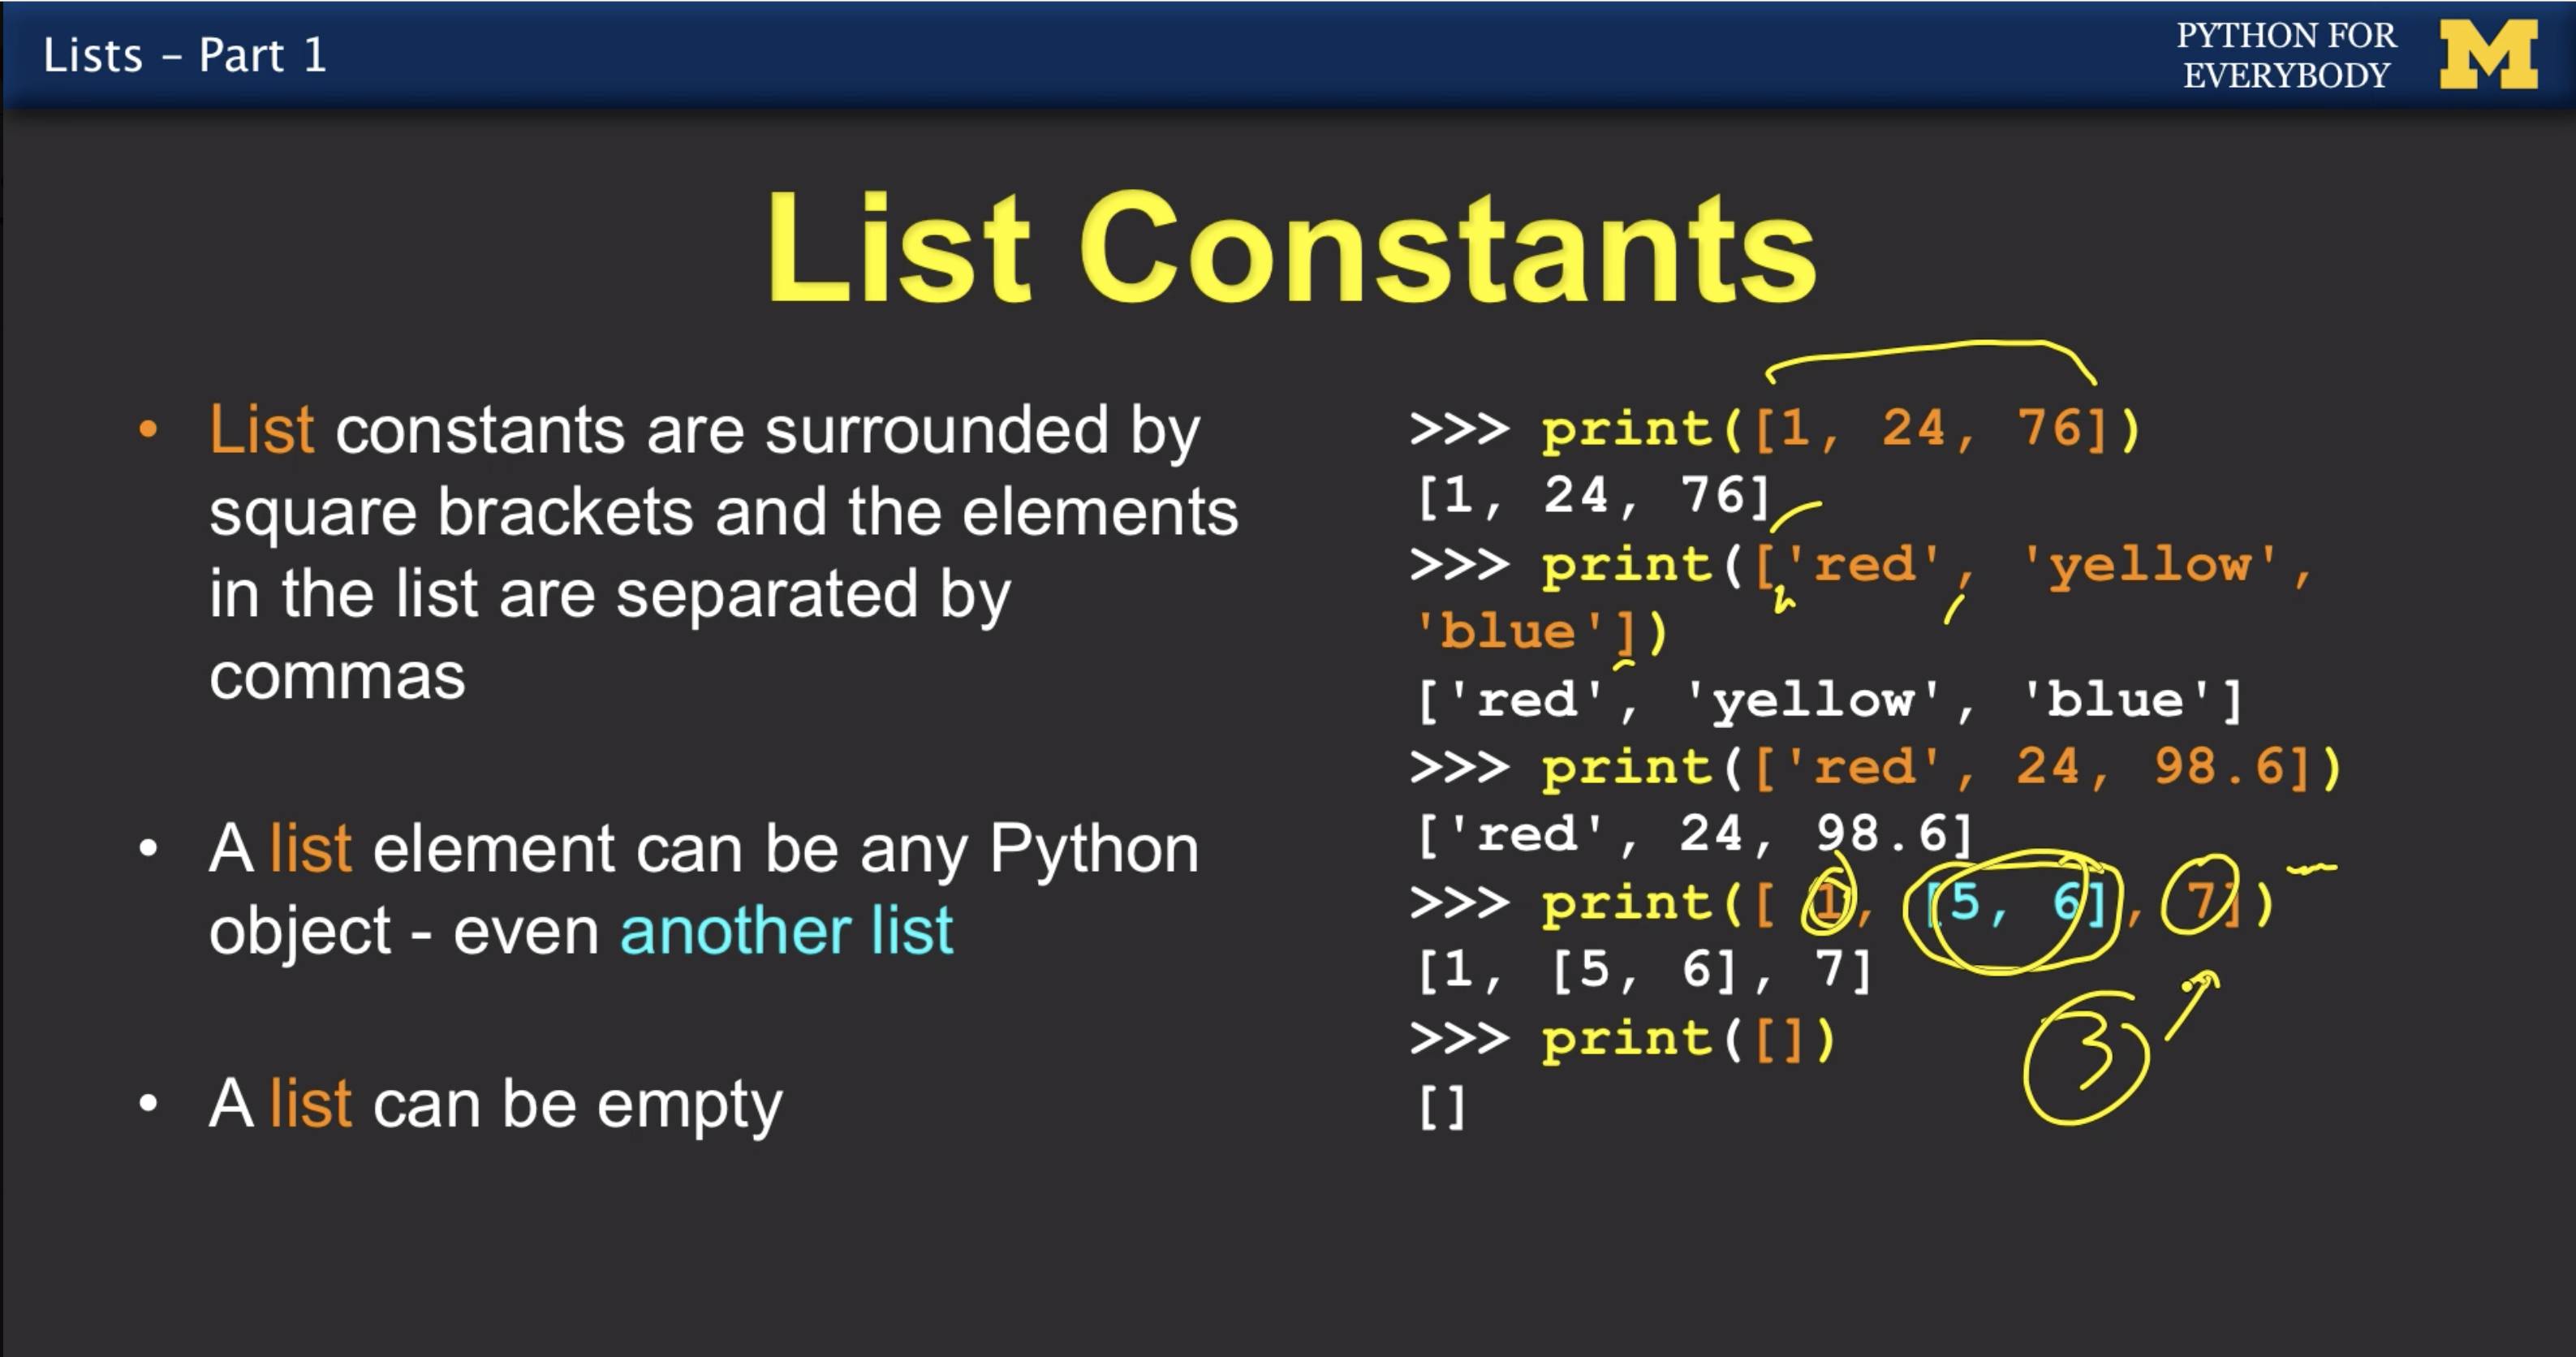 Lists – Part 1
PYTHON FOR
EVERYBODY
M
List Constants
• List constants are surrounded by
square brackets and the elements
in the list are separated by
commas
• A list element can be any Python
object - even another list
• A list can be empty
>>> print([1, 24, 76])
[1, 24, 76]
>>> print(['red', 'yellow',
'blue'])
['red', 'yellow', 'blue']
>>> print(['red', 24, 98.6])
['red', 24, 98.6]
>>> print([ 1, [5, 6], 7])
[1, [5, 6], 7]
>>> print([])
[]
3